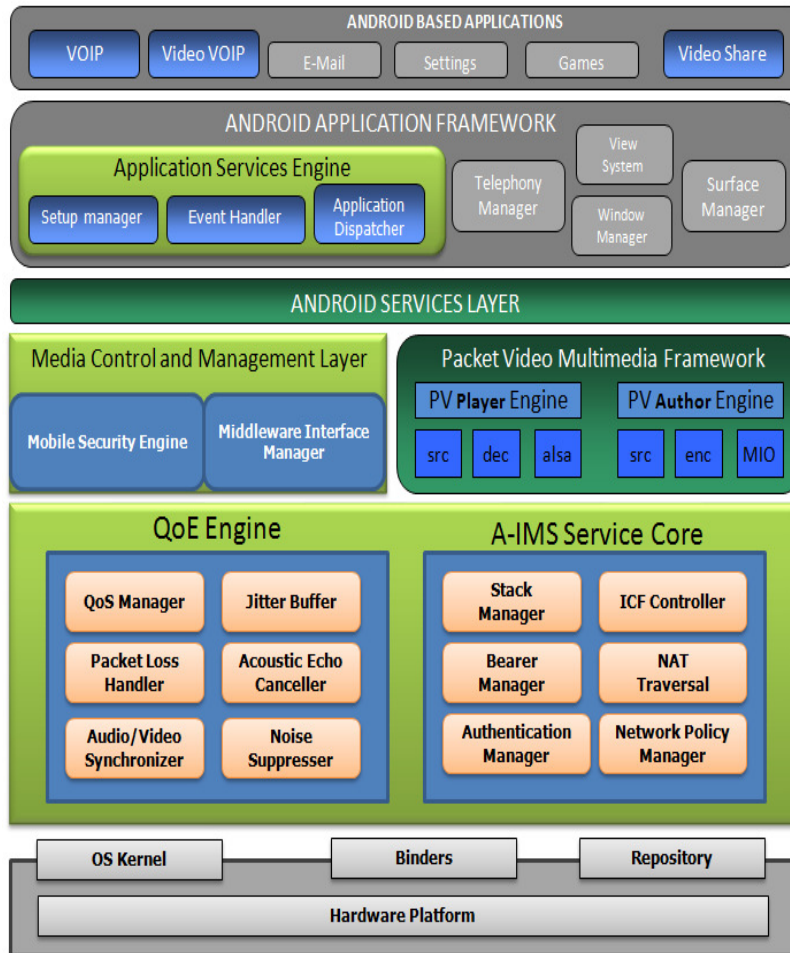 ANDROID BASED APPLICATIONS
VOIP
Video VOIP
E-Mail
Settings
Games
Video Share
ANDROID APPLICATION FRAMEWORK
Application Services Engine
Setup manager
Event Handler
Application
Dispatcher
Telephony
Manager
View
System
Window
Manager
Surface
Manager
ANDROID SERVICES LAYER
Media Control and Management Layer
Mobile Security Engine
Middleware Interface
Manager
Packet Video Multimedia Framework
PV Player Engine
src
dec
alsa
PV Author Engine
src
enc
MIO
QoE Engine
QoS Manager
Jitter Buffer
Packet Loss
Handler
Acoustic Echo
Canceller
Audio/Video
Synchronizer
Noise
Suppresser
A-IMS Service Core
Stack
Manager
ICF Controller
Bearer
Manager
NAT
Traversal
Authentication
Manager
Network Policy
Manager
OS Kernel
Binders
Repository
Hardware Platform